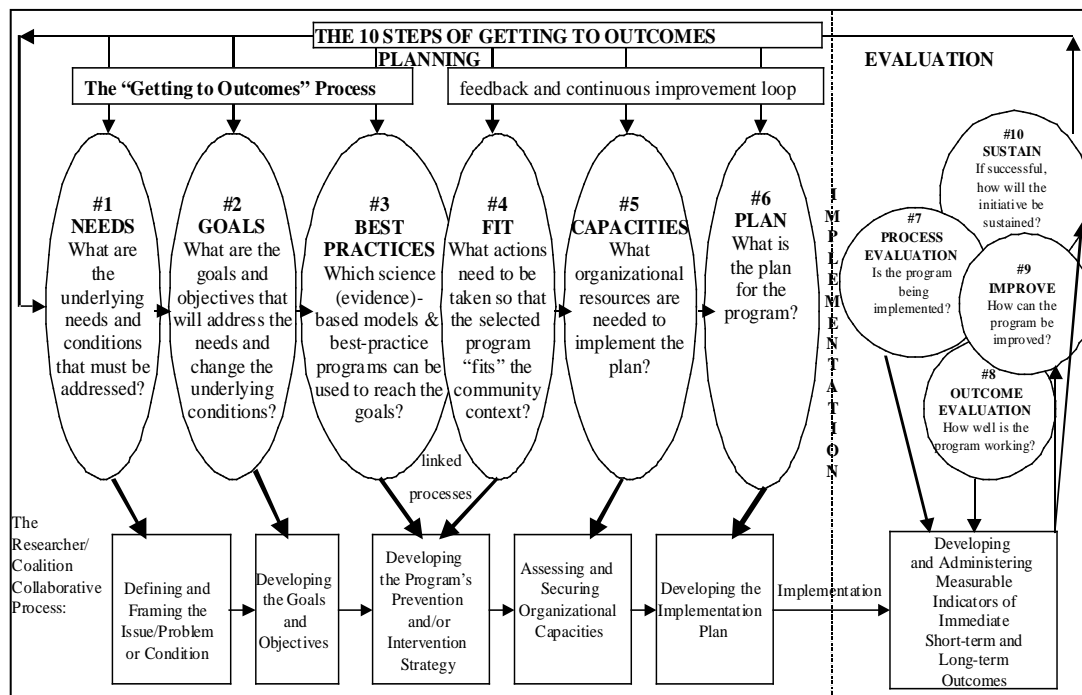 THE 10 STEPS OF GETTING TO OUTCOMES
PLANNING
EVALUATION
The “Getting to Outcomes” Process
feedback and continuous improvement loop
#1
NEEDS
What are
the
underlying
needs and
conditions
that must be
addressed?
#2
GOALS
What are the
goals and
objectives that
will address the
needs and
change the
underlying
conditions?
#3
BEST
PRACTICES
Which science
(evidence)-
based models &
best-practice
programs can be
used to reach the
goals?
#4
FIT
What actions
need to be
taken so that
the selected
program
“fits” the
community
context?
#5
CAPACITIES
What
organizational
resources are
needed to
implement the
plan?
#6
PLAN
What is
the plan
for the
program?
IMPLEMENTATION
#10
SUSTAIN
If successful,
how will the
initiative be
sustained?
#7
PROCESS
EVALUATION
Is the program
being
implemented?
#9
IMPROVE
How can the
program be
improved?
#8
OUTCOME
EVALUATION
How well is the
program working?
linked
processes
The
Researcher/
Coalition
Collaborative
Process:
Defining and
Framing the
Issue/Problem
or Condition
Developing
the Goals
and
Objectives
Developing
the Program’s
Prevention
and/or
Intervention
Strategy
Assessing and
Securing
Organizational
Capacities
Developing the
Implementation
Plan
Implementation
Developing
and Administering
Measurable
Indicators of
Immediate
Short-term and
Long-term
Outcomes